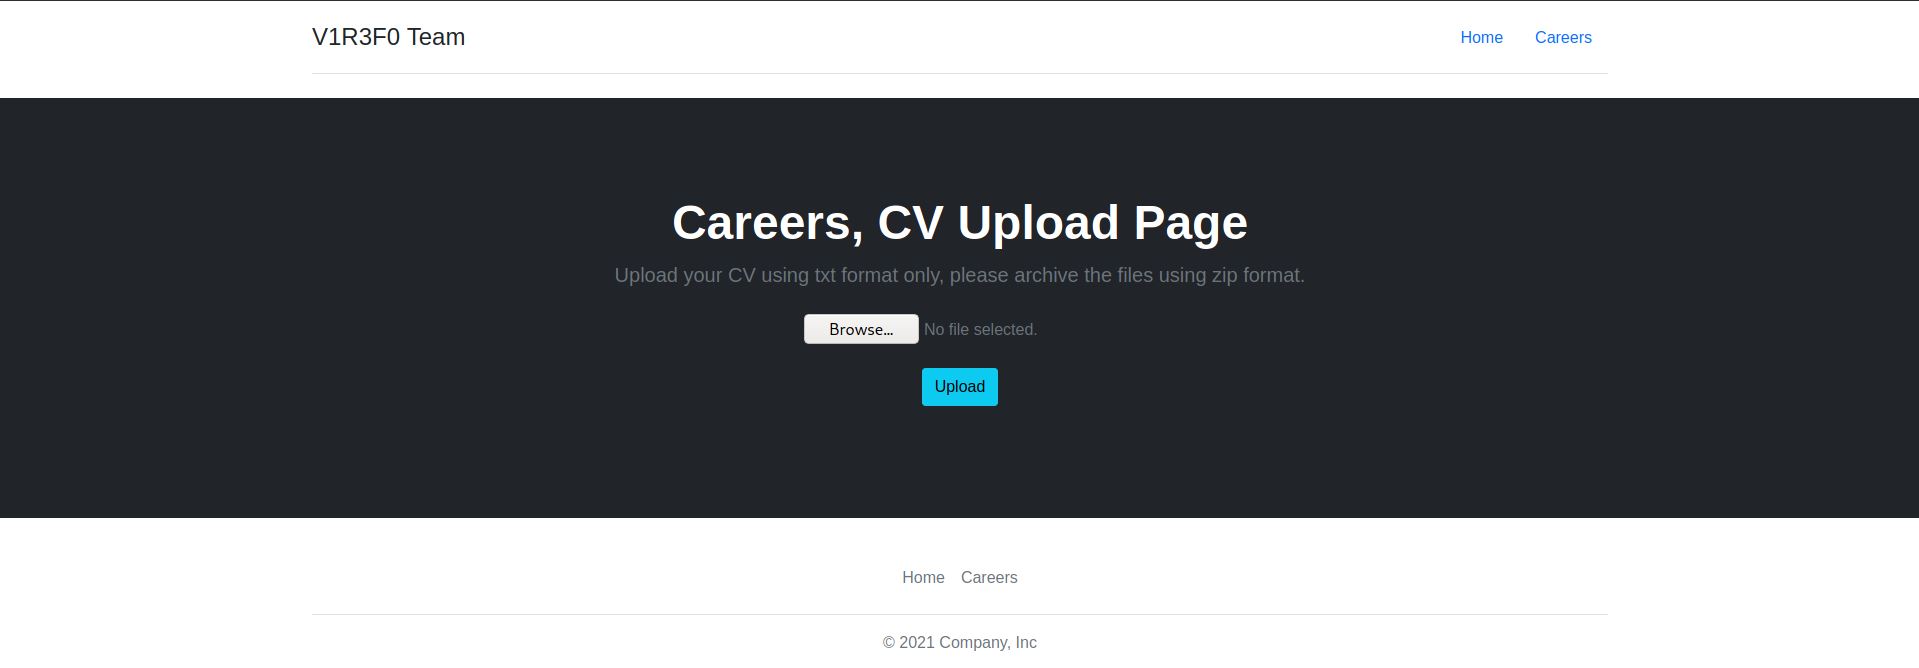 V1R3F0 Team
Home Careers
Careers, CV Upload Page
Upload your CV using txt format only, please archive the files using zip format.
Browse... No file selected.
Upload
Home Careers
© 2021 Company, Inc